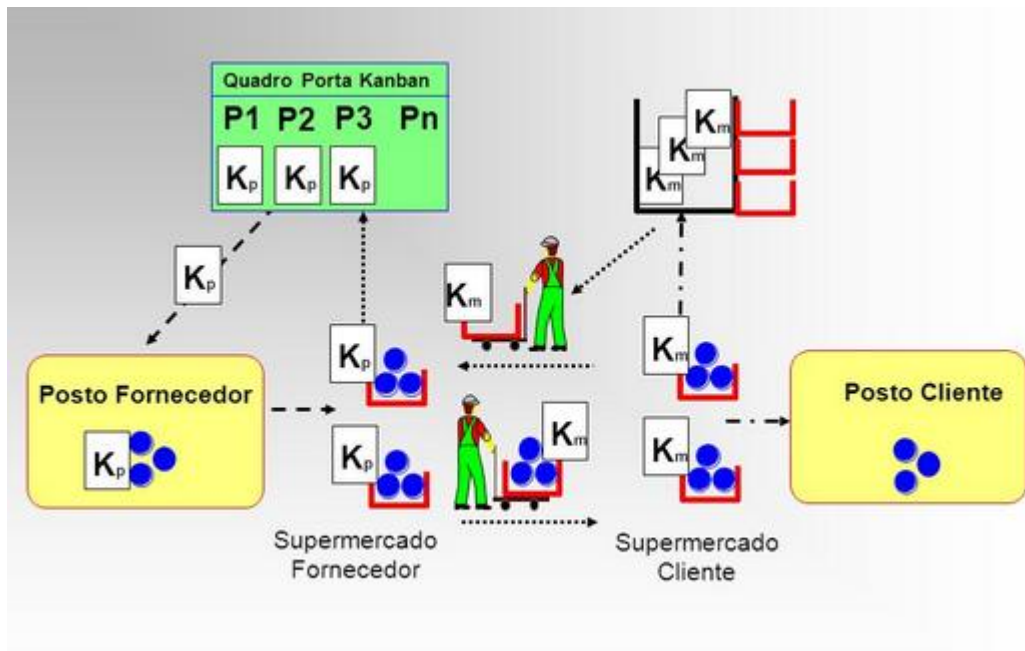 Quadro Porta Kanban
P1 P2 P3 Pn
Kp Kp Kp
Km
Km
Km
Kp
Km
Kp
Km
Posto Fornecedor
Kp
Kp
Km
Km
Posto Cliente
Supermercado
Fornecedor
Supermercado
Cliente